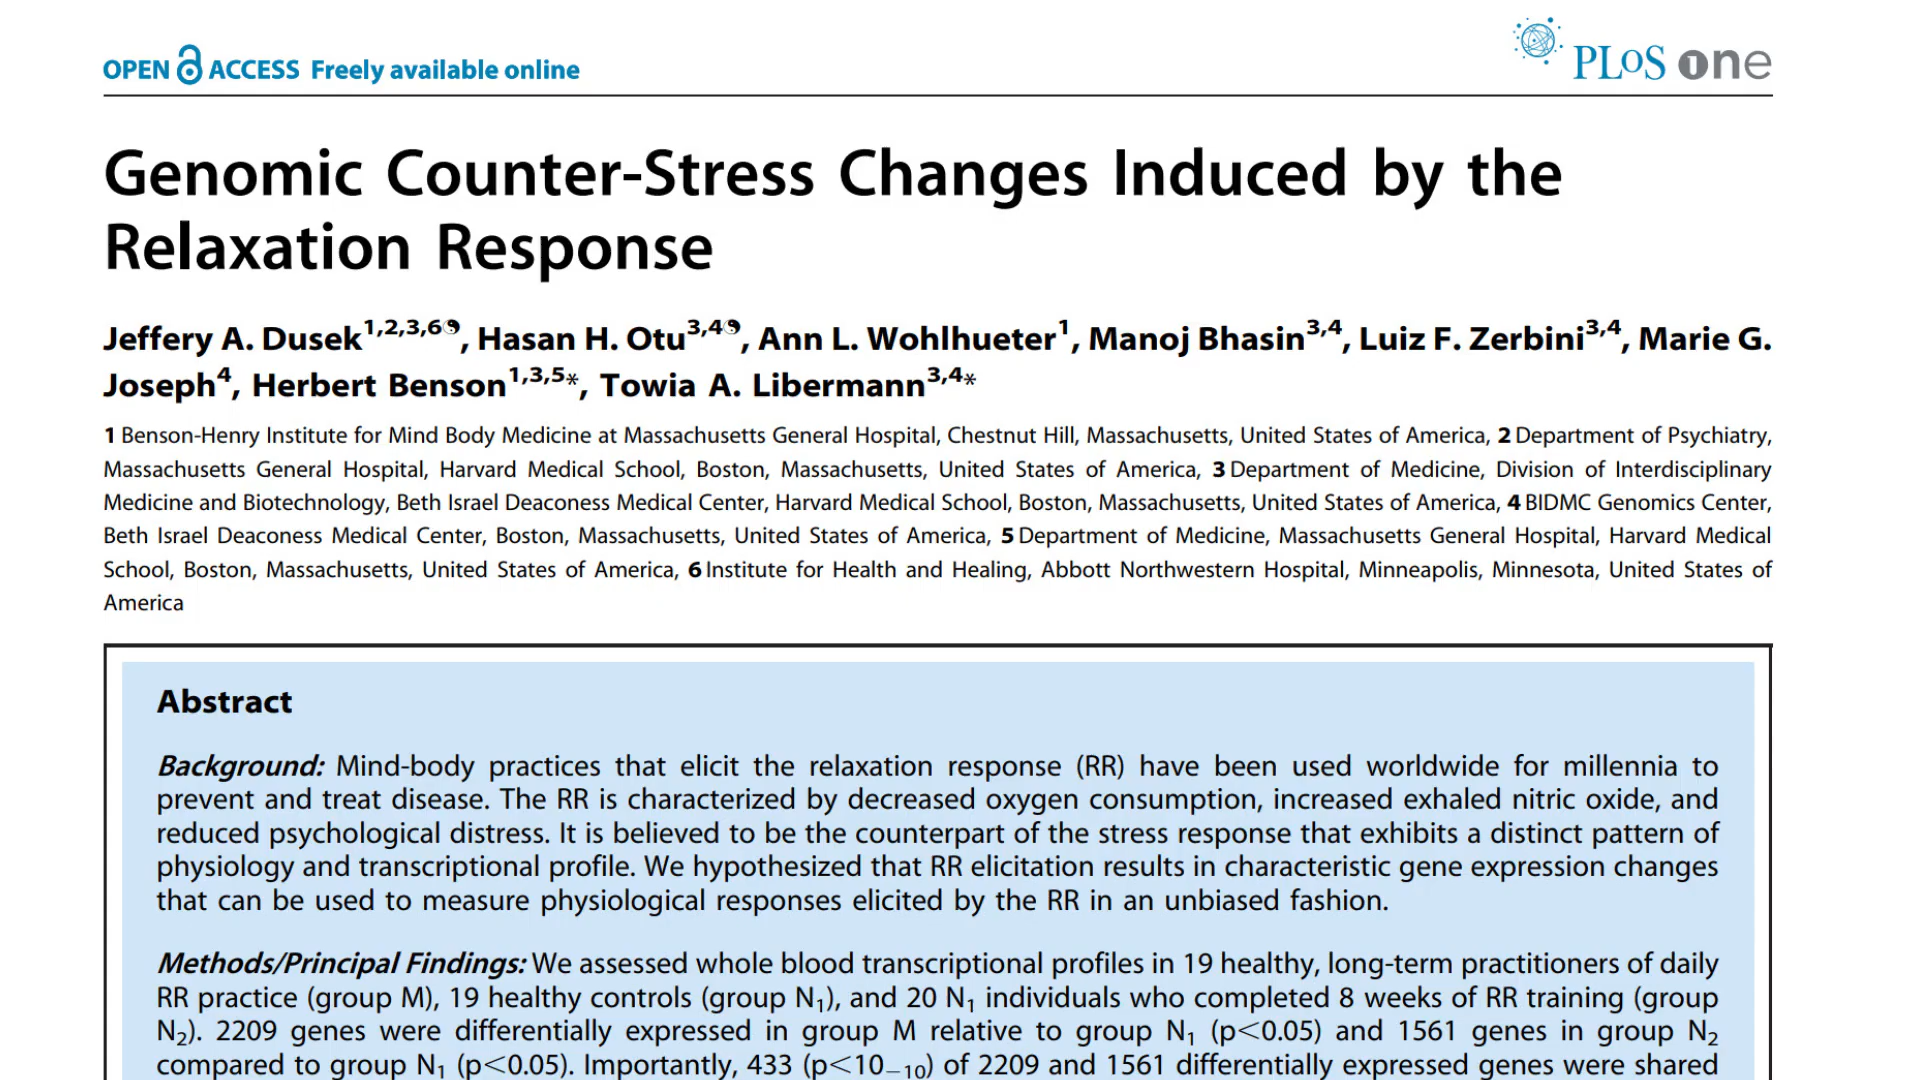 OPEN ACCESS Freely available online
PLoS one
Genomic Counter-Stress Changes Induced by the
Relaxation Response
Jeffery A. Dusek1,2,3,6☯, Hasan H. Otu3,4☯, Ann L. Wohlhueter1, Manoj Bhasin3,4, Luiz F. Zerbini3,4, Marie G.
Joseph4, Herbert Benson1,3,5*, Towia A. Libermann3,4*
1 Benson-Henry Institute for Mind Body Medicine at Massachusetts General Hospital, Chestnut Hill, Massachusetts, United States of America, 2 Department of Psychiatry,
Massachusetts General Hospital, Harvard Medical School, Boston, Massachusetts, United States of America, 3 Department of Medicine, Division of Interdisciplinary
Medicine and Biotechnology, Beth Israel Deaconess Medical Center, Harvard Medical School, Boston, Massachusetts, United States of America, 4 BIDMC Genomics Center,
Beth Israel Deaconess Medical Center, Boston, Massachusetts, United States of America, 5 Department of Medicine, Massachusetts General Hospital, Harvard Medical
School, Boston, Massachusetts, United States of America, 6 Institute for Health and Healing, Abbott Northwestern Hospital, Minneapolis, Minnesota, United States of
America
Abstract
Background: Mind-body practices that elicit the relaxation response (RR) have been used worldwide for millennia to
prevent and treat disease. The RR is characterized by decreased oxygen consumption, increased exhaled nitric oxide, and
reduced psychological distress. It is believed to be the counterpart of the stress response that exhibits a distinct pattern of
physiology and transcriptional profile. We hypothesized that RR elicitation results in characteristic gene expression changes
that can be used to measure physiological responses elicited by the RR in an unbiased fashion.
Methods/Principal Findings: We assessed whole blood transcriptional profiles in 19 healthy, long-term practitioners of daily
RR practice (group M), 19 healthy controls (group N1), and 20 N1 individuals who completed 8 weeks of RR training (group
N2). 2209 genes were differentially expressed in group M relative to group N1 (p<0.05) and 1561 genes in group N2
compared to group N1 (p<0.05). Importantly, 433 (p<10−10) of 2209 and 1561 differentially expressed genes were shared